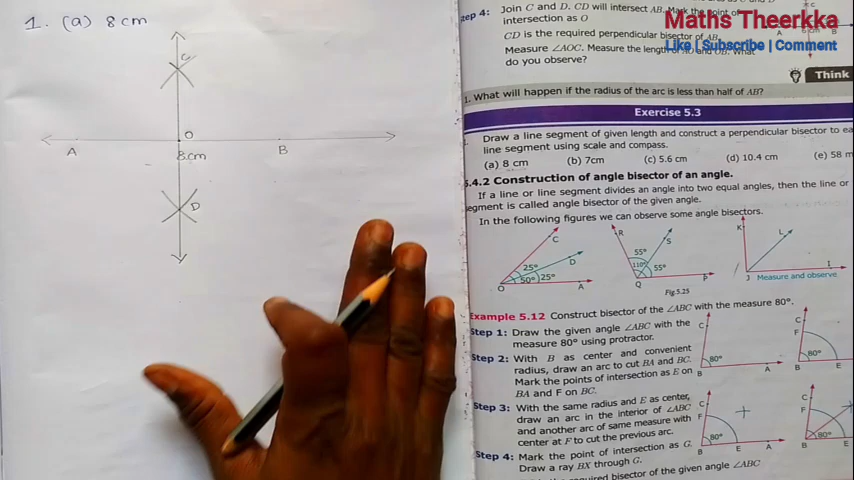 1. (a) 8 cm
C
O
A
8cm
B
D
Step 4: Join C and D. CD will intersect AB. Mark the point of
intersection as O
CD is the required perpendicular bisector of AB.
Measure ∠AOC. Measure the length of
do you observe?
Maths Theerkka
Like | Subscribe | Comment
A
B
Think
1. What will happen if the radius of the arc is less than half of AB?
Exercise 5.3
Draw a line segment of given length and construct a perpendicular bisector to ea
line segment using scale and compass.
(a) 8 cm (b) 7cm (c) 5.6 cm (d) 10.4 cm (e) 58 m
5.4.2 Construction of angle bisector of an angle.
If a line or line segment divides an angle into two equal angles, then the line or
segment is called angle bisector of the given angle.
In the following figures we can observe some angle bisectors.
C
D
25°
50°
25°
O
A
R
S
55°
110°
55°
Q
P
K
L
J
I
Measure and observe
Fig 5.25
Example 5.12 Construct bisector of the ∠ABC with the measure 80°.
Step 1: Draw the given angle ∠ABC with the
measure 80° using protractor.
Step 2: With B as center and convenient
radius, draw an arc to cut BA and BC.
Mark the points of intersection as E on
BA and F on BC.
C
80°
B
A
C
F
80°
B
E
Step 3: With the same radius and E as center,
draw an arc in the interior of ∠ABC
and another arc of same measure with
center at F to cut the previous arc.
Step 4: Mark the point of intersection as G.
Draw a ray BX through G.
C
F
80°
B
E
A
C
F
80°
B
E
required bisector of the given angle ∠ABC